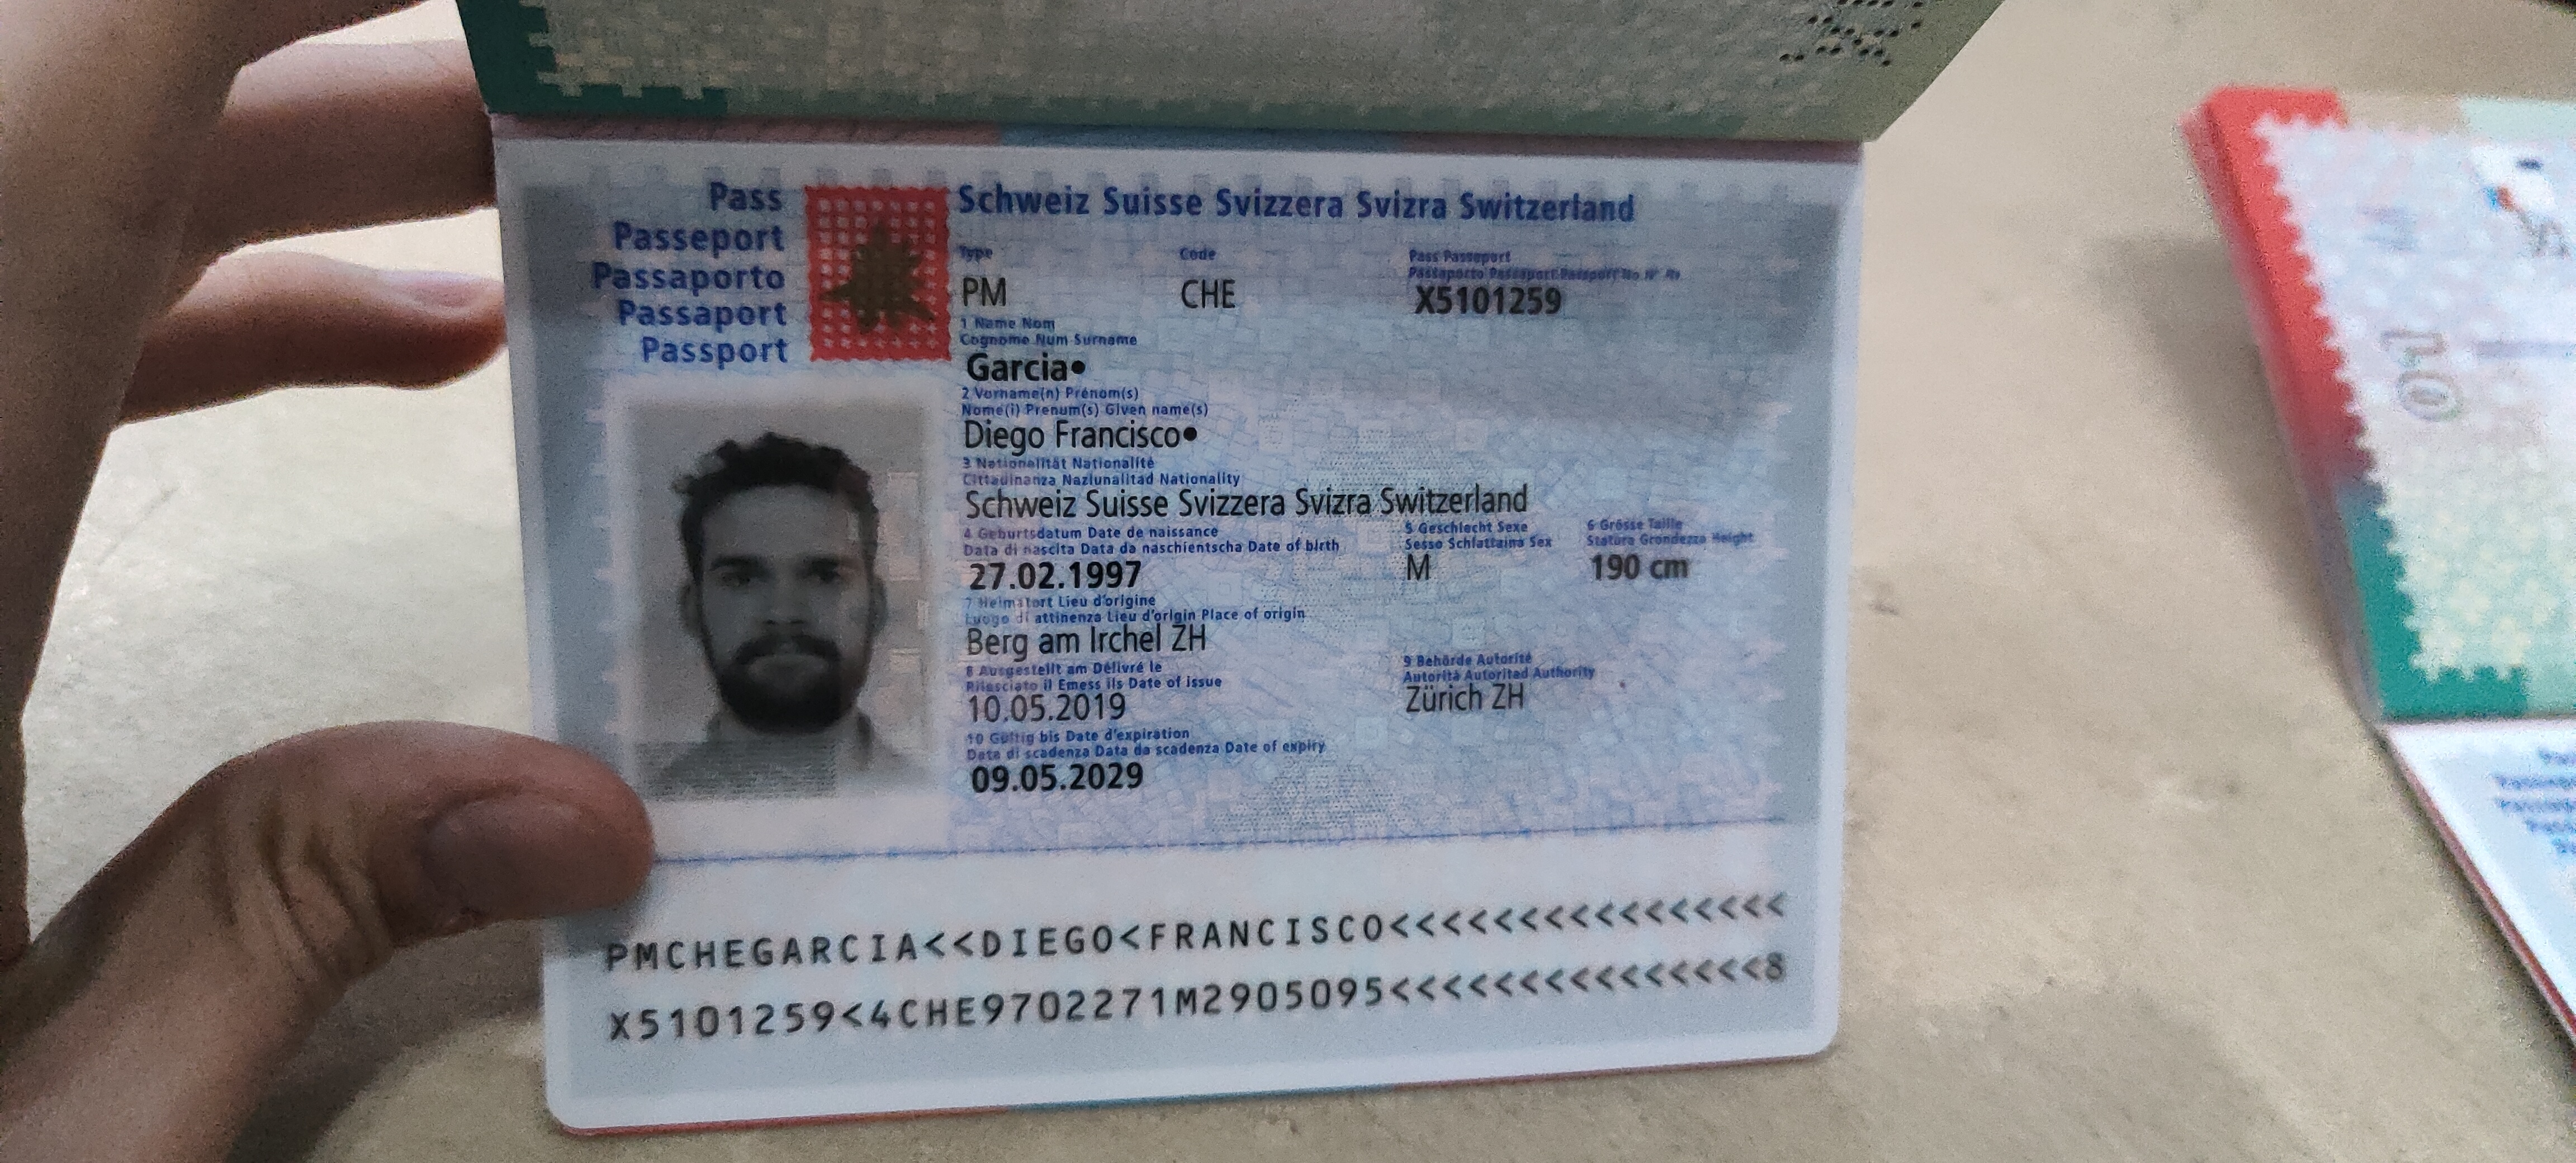 Pass
Passeport
Passaporto
Passaport
Passport
Schweiz Suisse Svizzera Svizra Switzerland
Type Code Pass Passeport
Passaporto Passaport Passport No Nº Nr
PM CHE X5101259
1 Name Nom
Cognome Num Surname
Garcia•
2 Vorname(n) Prénom(s)
Nome(i) Prenum(s) Given name(s)
Diego Francisco•
3 Nationalität Nationalité
Cittadinanza Naziunalitad Nationality
Schweiz Suisse Svizzera Svizra Switzerland
4 Geburtsdatum Date de naissance 5 Geschlecht Sexe 6 Grösse Taille
Data di nascita Data da naschientscha Date of birth Sesso Schlattaina Sex Statura Grondezza Height
27.02.1997 M 190 cm
7 Heimatort Lieu d'origine
Luogo di attinenza Lieu d'origin Place of origin
Berg am Irchel ZH
8 Ausgestellt am Délivré le 9 Behörde Autorité
Rilasciato il Emess ils Date of issue Autorità Autoritad Authority
10.05.2019 Zürich ZH
10 Gültig bis Date d'expiration
Data di scadenza Data da scadenza Date of expiry
09.05.2029
PMCHEGARCIA<<DIEGO<FRANCISCO<<<<<<<<<<<<<<<<
X5101259<4CHE9702271M2905095<<<<<<<<<<<<<<<8